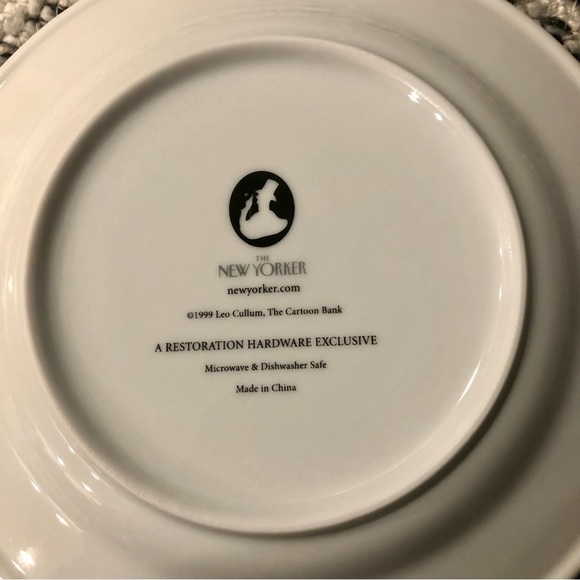 THE
NEW YORKER
newyorker.com
©1999 Leo Cullum, The Cartoon Bank
A RESTORATION HARDWARE EXCLUSIVE
Microwave & Dishwasher Safe
Made in China